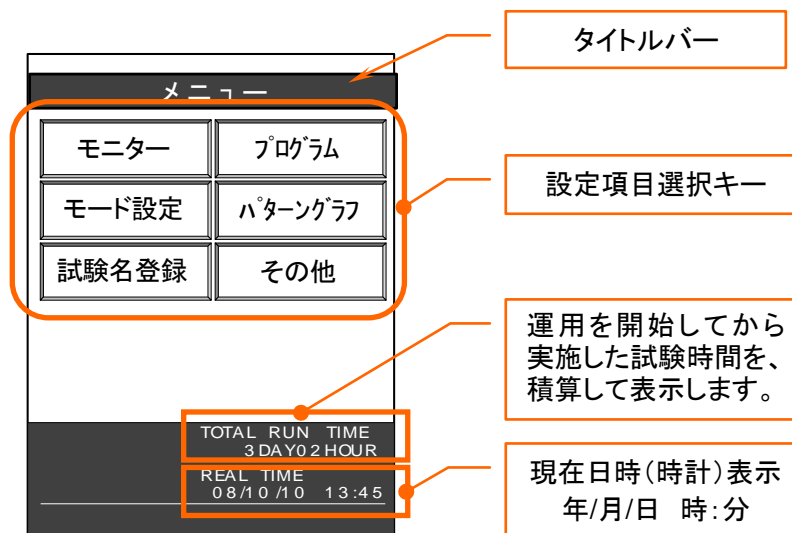 タイトルバー
メニュー
モニター
プログラム
モード設定
パターングラフ
試験名登録
その他
設定項目選択キー
運用を開始してから
実施した試験時間を、
積算して表示します。
TOTAL RUN TIME
3DAY02HOUR
REAL TIME
08/10/10 13:45
現在日時(時計)表示
年/月/日 時:分